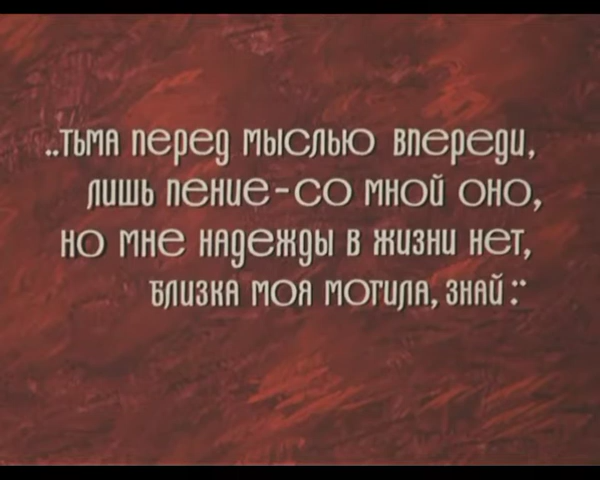 ..тьма перед мыслью впереди,
лишь пение-со мной оно,
но мне надежды в жизни нет,
близка моя могила, знай:·